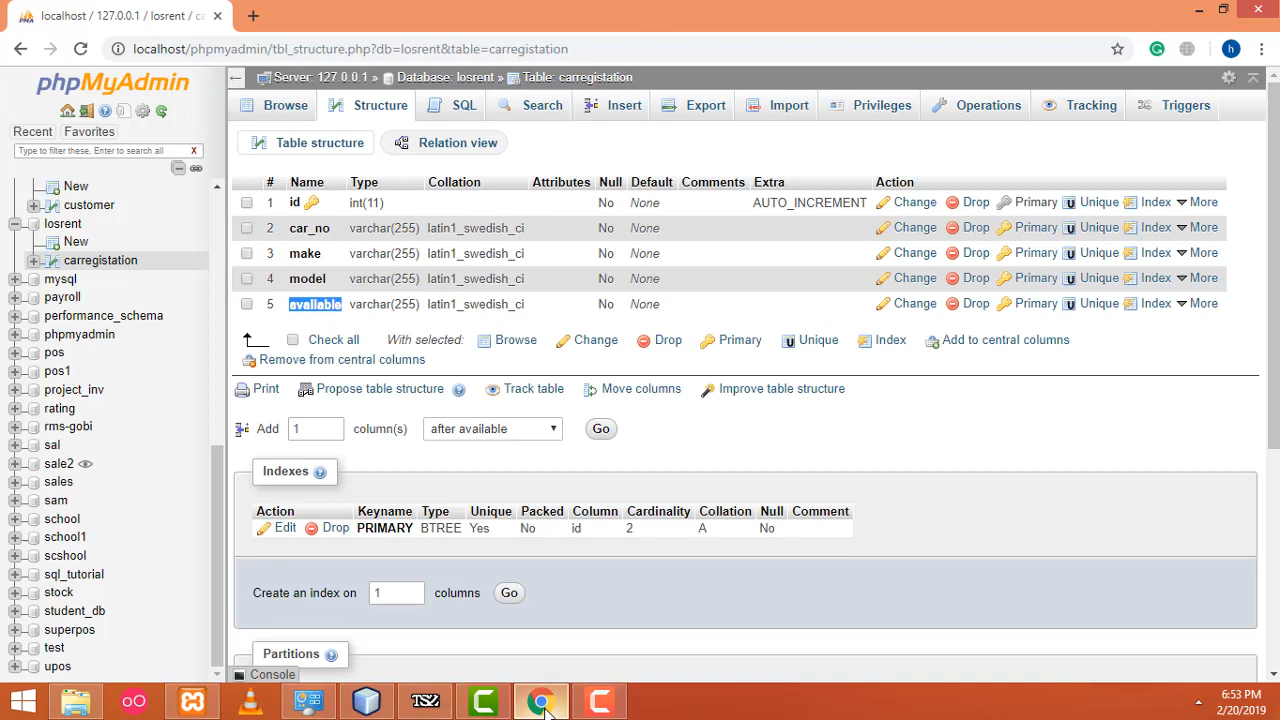 localhost / 127.0.0.1 / losrent / ca
localhost/phpmyadmin/tbl_structure.php?db=losrent&table=carregistation
h
phpMyAdmin
Recent Favorites
Type to filter these, Enter to search all X
New
customer
losrent
New
carregistation
mysql
payroll
performance_schema
phpmyadmin
pos
pos1
project_inv
rating
rms-gobi
sal
sale2
sales
sam
school
school1
scshool
sql_tutorial
stock
student_db
superpos
test
upos
Server: 127.0.0.1 » Database: losrent » Table: carregistation
Browse Structure SQL Search Insert Export Import Privileges Operations Tracking Triggers
Table structure Relation view
# Name Type Collation Attributes Null Default Comments Extra Action
1 id int(11) No None AUTO_INCREMENT Change Drop Primary Unique Index More
2 car_no varchar(255) latin1_swedish_ci No None Change Drop Primary Unique Index More
3 make varchar(255) latin1_swedish_ci No None Change Drop Primary Unique Index More
4 model varchar(255) latin1_swedish_ci No None Change Drop Primary Unique Index More
5 available varchar(255) latin1_swedish_ci No None Change Drop Primary Unique Index More
Check all With selected: Browse Change Drop Primary Unique Index Add to central columns
Remove from central columns
Print Propose table structure Track table Move columns Improve table structure
Add 1 column(s) after available Go
Indexes
Action Keyname Type Unique Packed Column Cardinality Collation Null Comment
Edit Drop PRIMARY BTREE Yes No id 2 A No
Create an index on 1 columns Go
Partitions
Console
TSZ
6:53 PM
2/20/2019